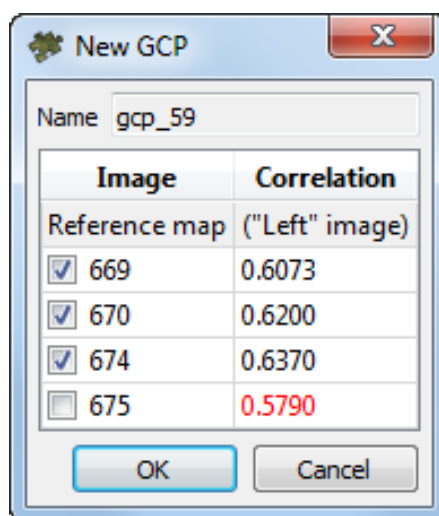 New GCP
Name gcp_59
Image Correlation
Reference map ("Left" image)
669 0.6073
670 0.6200
674 0.6370
675 0.5790
OK Cancel